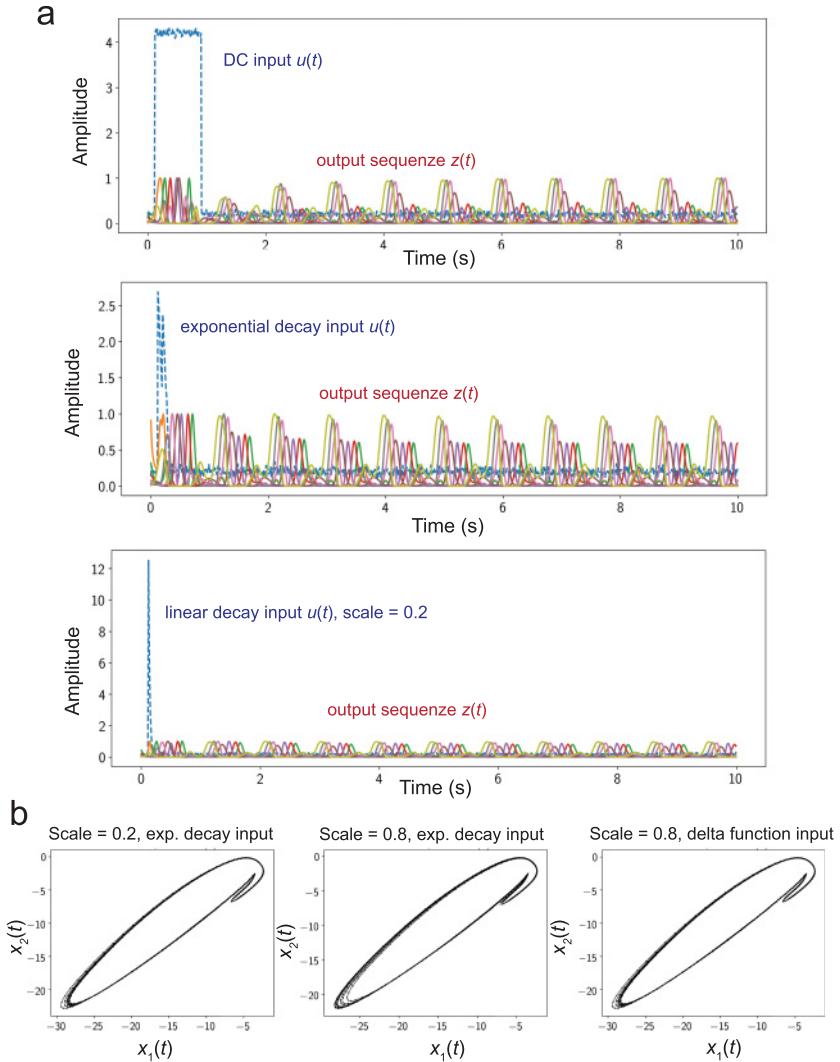 a
DC input u(t)
output sequenze z(t)
Amplitude
4
3
2
1
0
0 2 4 6 8 10
Time (s)
exponential decay input u(t)
output sequenze z(t)
Amplitude
2.5
2.0
1.5
1.0
0.5
0.0
0 2 4 6 8 10
Time (s)
linear decay input u(t), scale = 0.2
output sequenze z(t)
Amplitude
12
10
8
6
4
2
0
0 2 4 6 8 10
Time (s)
b
Scale = 0.2, exp. decay input
x2(t)
0
−5
−10
−15
−20
−30 −25 −20 −15 −10 −5
x1(t)
Scale = 0.8, exp. decay input
x2(t)
0
−5
−10
−15
−20
−25 −20 −15 −10 −5
x1(t)
Scale = 0.8, delta function input
x2(t)
0
−5
−10
−15
−20
−30 −25 −20 −15 −10 −5
x1(t)